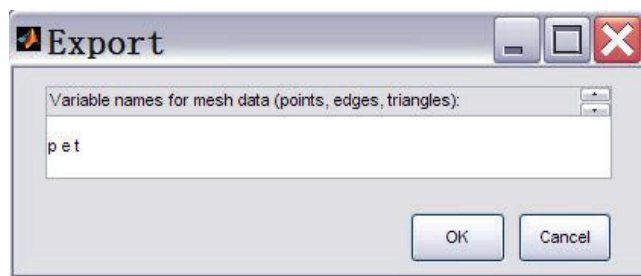 Export
Variable names for mesh data (points, edges, triangles):
p e t
OK
Cancel